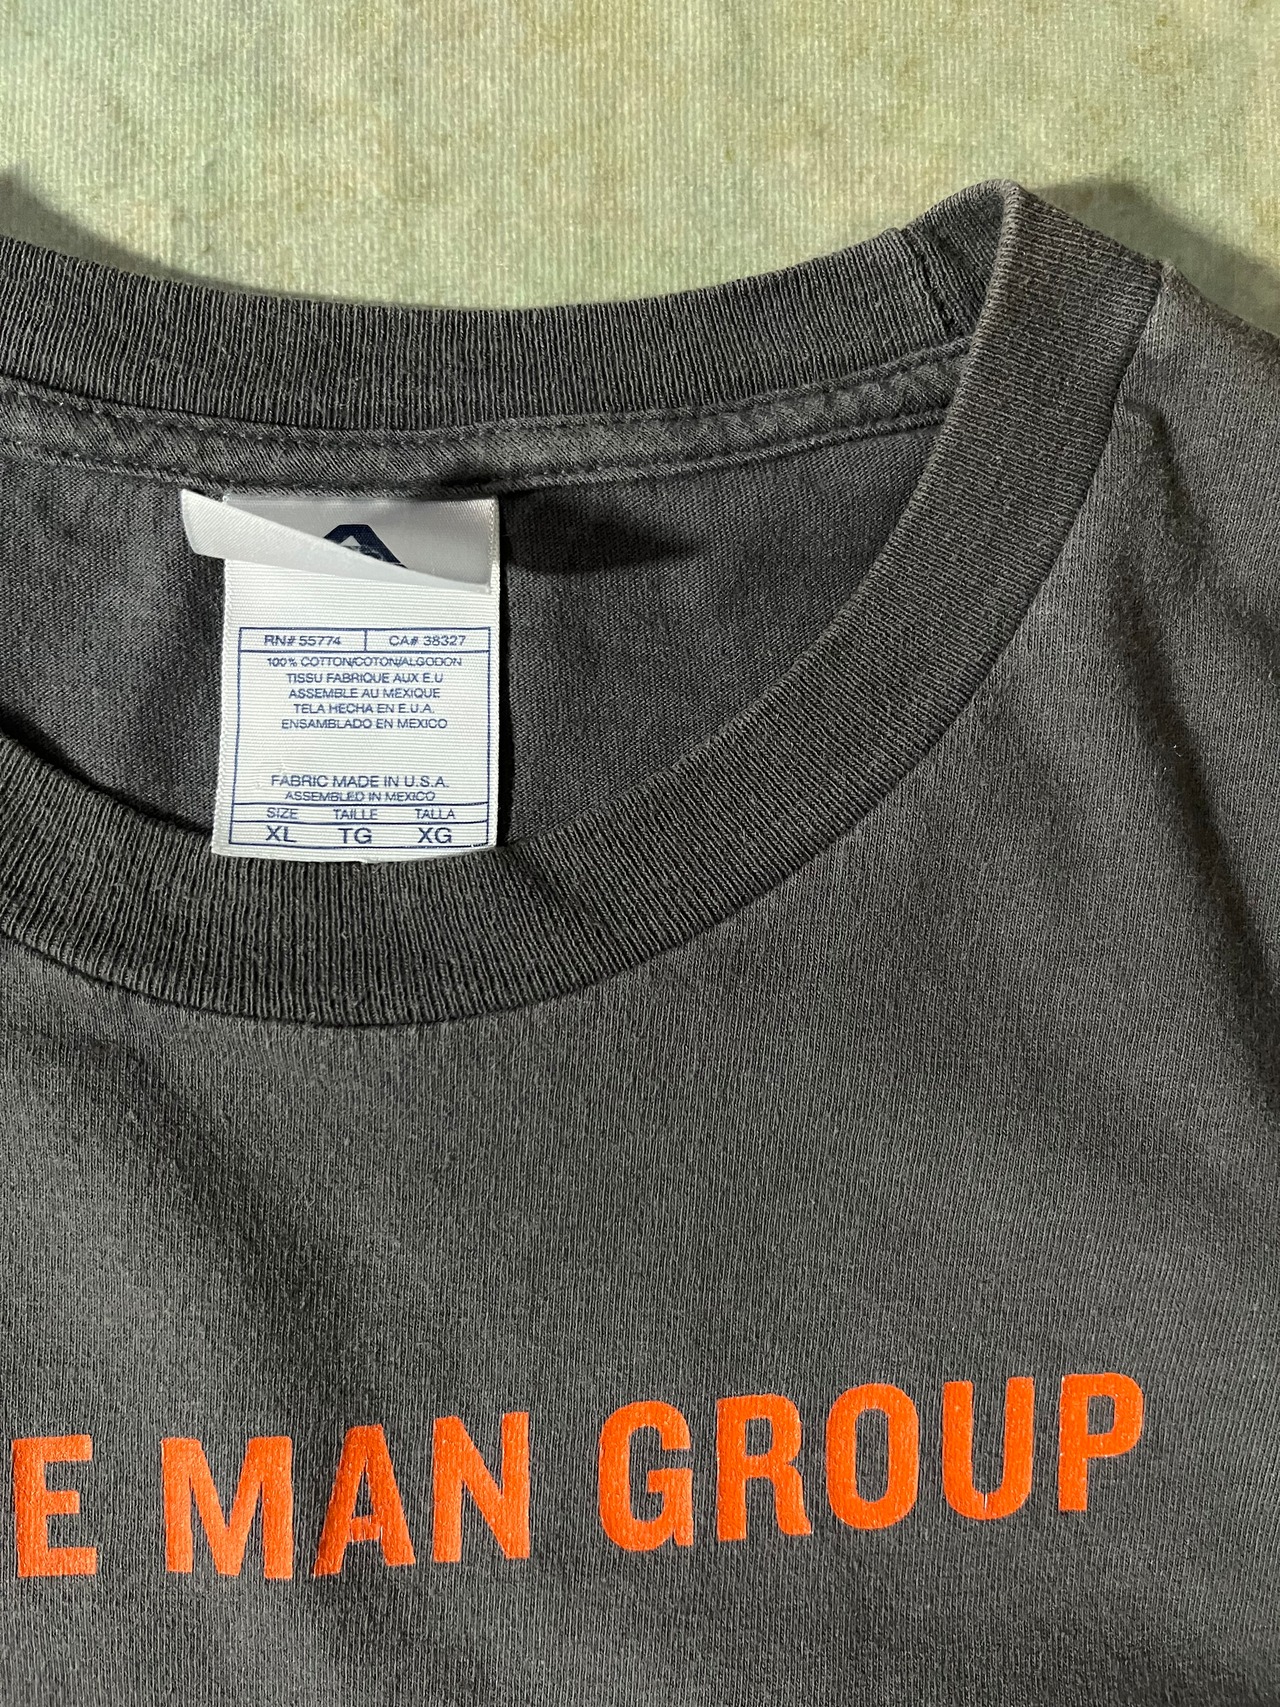 RN# 55774 CA# 38327
100% COTTON/COTON/ALGODON
TISSU FABRIQUE AUX E.U
ASSEMBLE AU MEXIQUE
TELA HECHA EN E.U.A.
ENSAMBLADO EN MEXICO
FABRIC MADE IN U.S.A.
ASSEMBLED IN MEXICO
SIZE TAILLE TALLA
XL TG XG
E MAN GROUP